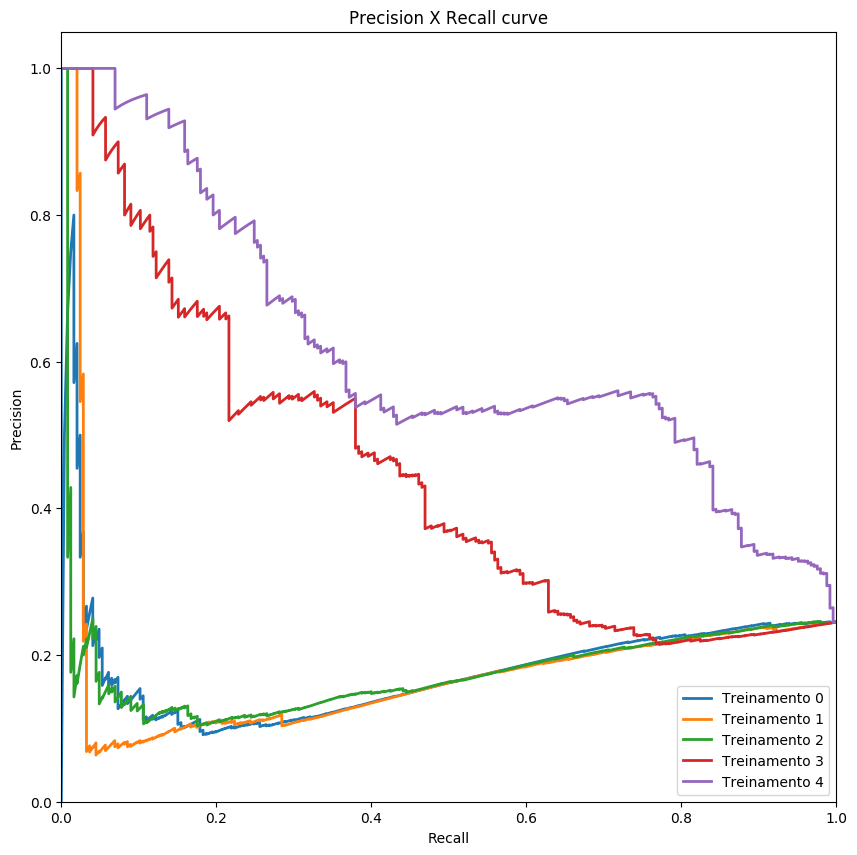 Precision X Recall curve
1.0
0.8
0.6
0.4
0.2
0.0
Precision
0.0 0.2 0.4 0.6 0.8 1.0
Recall
Treinamento 0
Treinamento 1
Treinamento 2
Treinamento 3
Treinamento 4